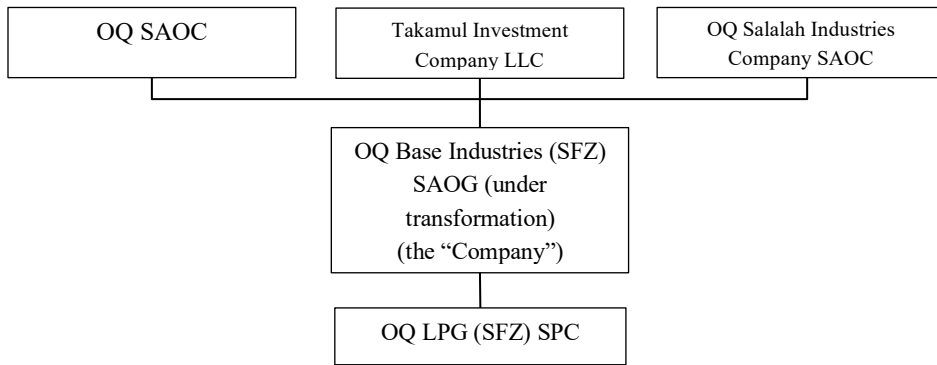 OQ SAOC
Takamul Investment
Company LLC
OQ Salalah Industries
Company SAOC
OQ Base Industries (SFZ)
SAOG (under
transformation)
(the “Company”)
OQ LPG (SFZ) SPC